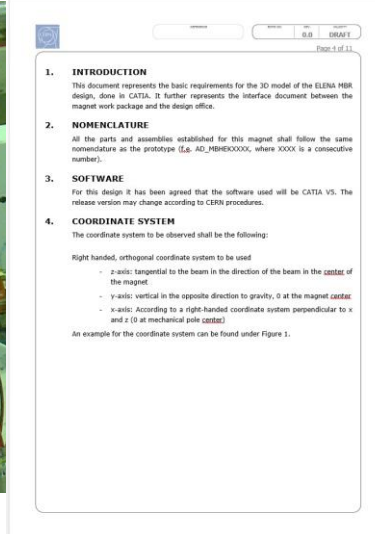 0.0 DRAFT
Page 4 of 11
1. INTRODUCTION
This document represents the basic requirements for the 3D model of the ELENA MBR
design, done in CATIA. It further represents the interface document between the
magnet work package and the design office.
2. NOMENCLATURE
All the parts and assemblies established for this magnet shall follow the same
nomenclature as the prototype (f.e. AD_MBHEKXXXX, where XXXX is a consecutive
number).
3. SOFTWARE
For this design it has been agreed that the software used will be CATIA V5. The
release version may change according to CERN procedures.
4. COORDINATE SYSTEM
The coordinate system to be observed shall be the following:
Right handed, orthogonal coordinate system to be used
- z-axis: tangential to the beam in the direction of the beam in the center of
the magnet
- y-axis: vertical in the opposite direction to gravity, 0 at the magnet center
- x-axis: According to a right-handed coordinate system perpendicular to x
and z (0 at mechanical pole center)
An example for the coordinate system can be found under Figure 1.